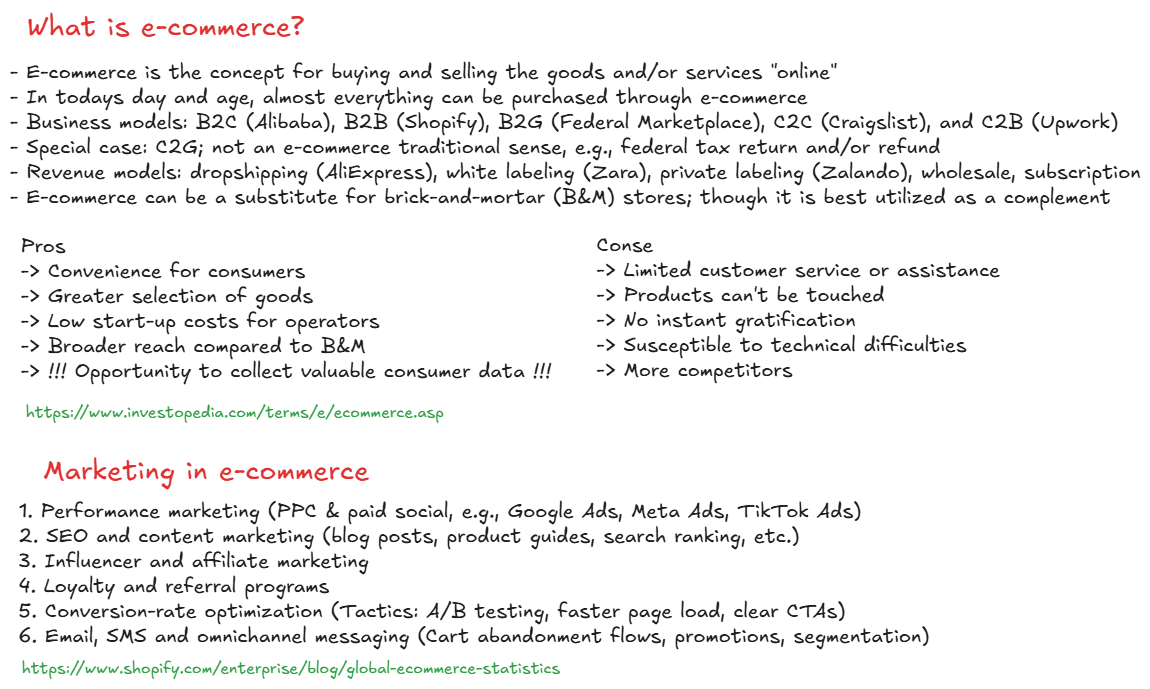 What is e-commerce?
- E-commerce is the concept for buying and selling the goods and/or services "online"
- In todays day and age, almost everything can be purchased through e-commerce
- Business models: B2C (Alibaba), B2B (Shopify), B2G (Federal Marketplace), C2C (Craigslist), and C2B (Upwork)
- Special case: C2G; not an e-commerce traditional sense, e.g., federal tax return and/or refund
- Revenue models: dropshipping (AliExpress), white labeling (Zara), private labeling (Zalando), wholesale, subscription
- E-commerce can be a substitute for brick-and-mortar (B&M) stores; though it is best utilized as a complement
Pros
-> Convenience for consumers
-> Greater selection of goods
-> Low start-up costs for operators
-> Broader reach compared to B&M
-> !!! Opportunity to collect valuable consumer data !!!
Conse
-> Limited customer service or assistance
-> Products can't be touched
-> No instant gratification
-> Susceptible to technical difficulties
-> More competitors
https://www.investopedia.com/terms/e/ecommerce.asp
Marketing in e-commerce
1. Performance marketing (PPC & paid social, e.g., Google Ads, Meta Ads, TikTok Ads)
2. SEO and content marketing (blog posts, product guides, search ranking, etc.)
3. Influencer and affiliate marketing
4. Loyalty and referral programs
5. Conversion-rate optimization (Tactics: A/B testing, faster page load, clear CTAs)
6. Email, SMS and omnichannel messaging (Cart abandonment flows, promotions, segmentation)
https://www.shopify.com/enterprise/blog/global-ecommerce-statistics